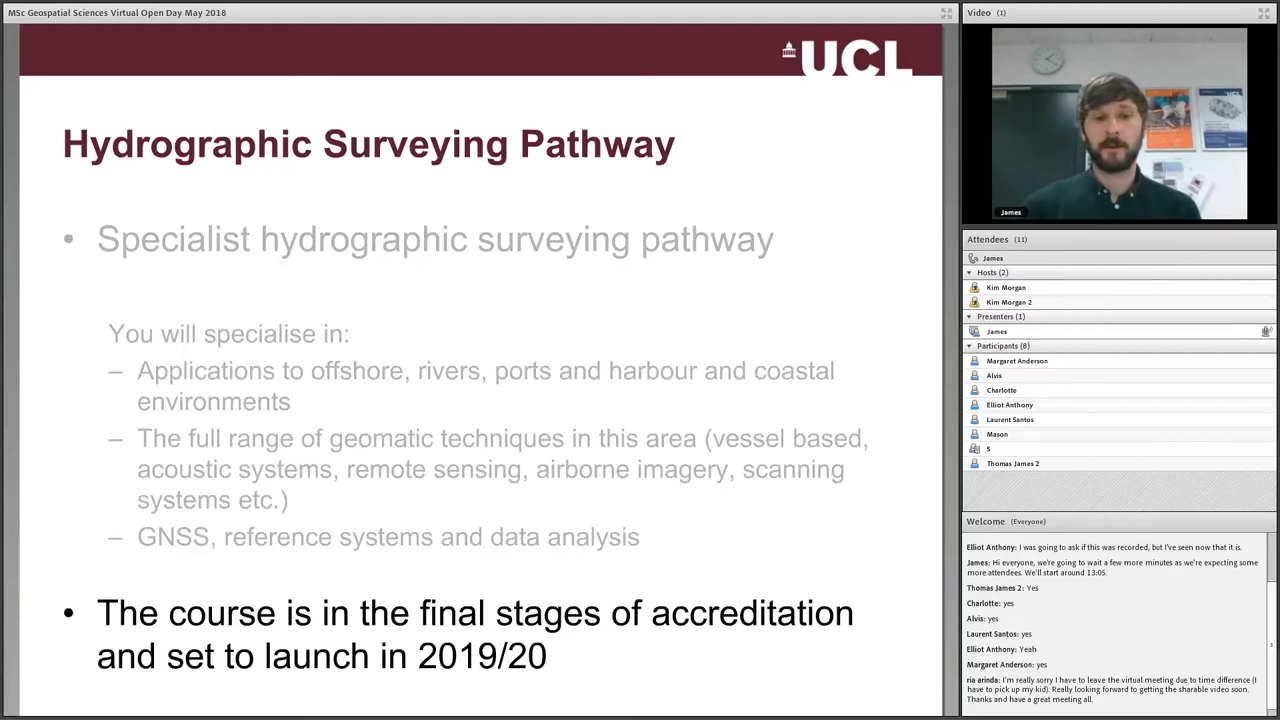 MSc Geospatial Sciences Virtual Open Day May 2018
UCL
Hydrographic Surveying Pathway
• Specialist hydrographic surveying pathway
You will specialise in:
– Applications to offshore, rivers, ports and harbour and coastal
environments
– The full range of geomatic techniques in this area (vessel based,
acoustic systems, remote sensing, airborne imagery, scanning
systems etc.)
– GNSS, reference systems and data analysis
• The course is in the final stages of accreditation
and set to launch in 2019/20
Video (1)
UCL
James
Attendees (11)
James
Hosts (2)
Kim Morgan
Kim Morgan 2
Presenters (1)
James
Participants (8)
Margaret Anderson
Alvis
Charlotte
Elliot Anthony
Laurent Santos
Mason
S
Thomas James 2
Welcome (Everyone)
Elliot Anthony: I was going to ask if this was recorded, but I've seen now that it is.
James: Hi everyone, we're going to wait a few more minutes as we're expecting some
more attendees. We'll start around 13:05.
Thomas James 2: Yes
Charlotte: yes
Alvis: yes
Laurent Santos: yes
Elliot Anthony: Yeah
Margaret Anderson: yes
ria arinda: I'm really sorry I have to leave the virtual meeting due to time difference (I
have to pick up my kid). Really looking forward to getting the sharable video soon.
Thanks and have a great meeting all.